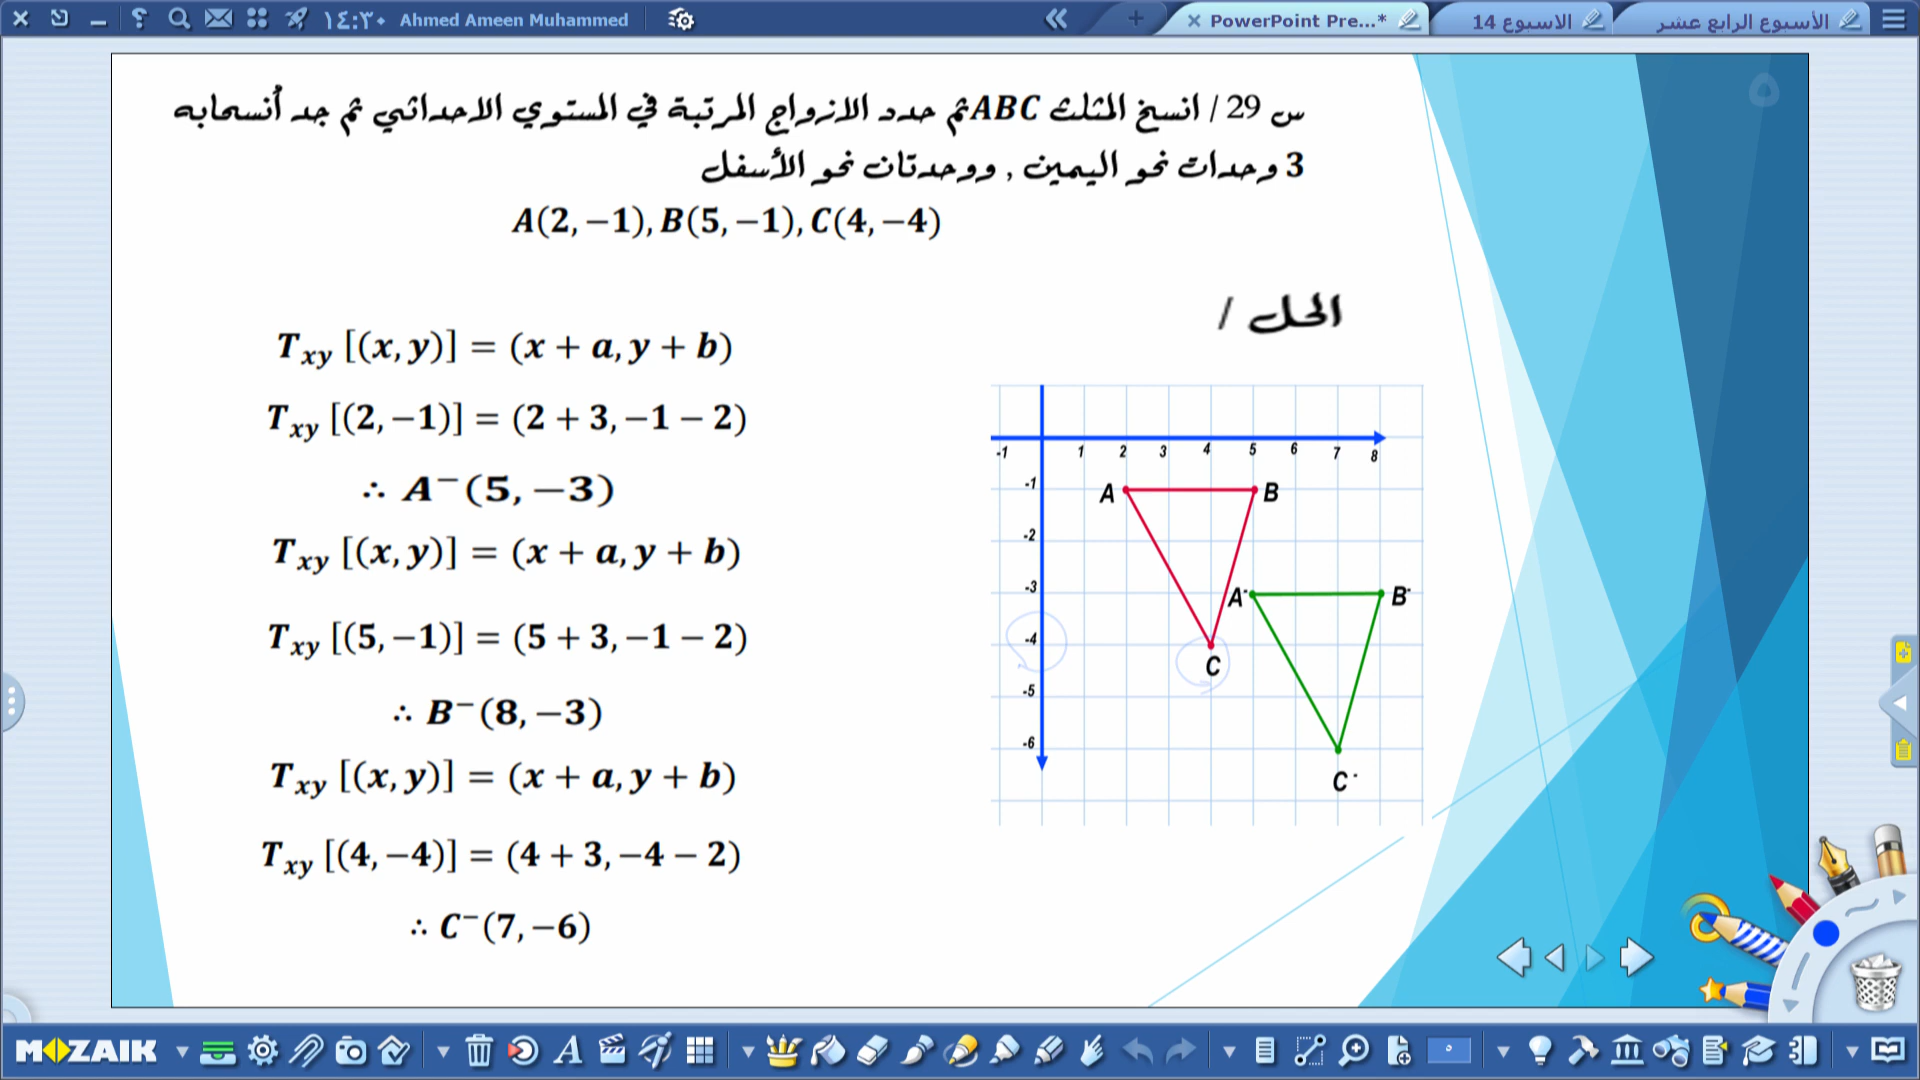 ١٤:٣٠ Ahmed Ameen Muhammed
PowerPoint Pre...*
الاسبوع 14
الأسبوع الرابع عشر
٥
س 29 / انسخ المثلث ABC ثم حدد الازواج المرتبة في المستوي الاحداثي ثم جد أنسحابه
3 وحدات نحو اليمين , ووحدتان نحو الأسفل
A(2,−1), B(5,−1), C(4,−4)
الحل /
Txy [(x,y)] = (x + a, y + b)
Txy [(2,−1)] = (2 + 3, −1 − 2)
∴ A⁻(5,−3)
Txy [(x,y)] = (x + a, y + b)
Txy [(5,−1)] = (5 + 3, −1 − 2)
∴ B⁻(8,−3)
Txy [(x,y)] = (x + a, y + b)
Txy [(4,−4)] = (4 + 3, −4 − 2)
∴ C⁻(7,−6)
-1 1 2 3 4 5 6 7 8
-1
A B
-2
-3
A' B'
-4
C
-5
-6
C'
MOZAIK